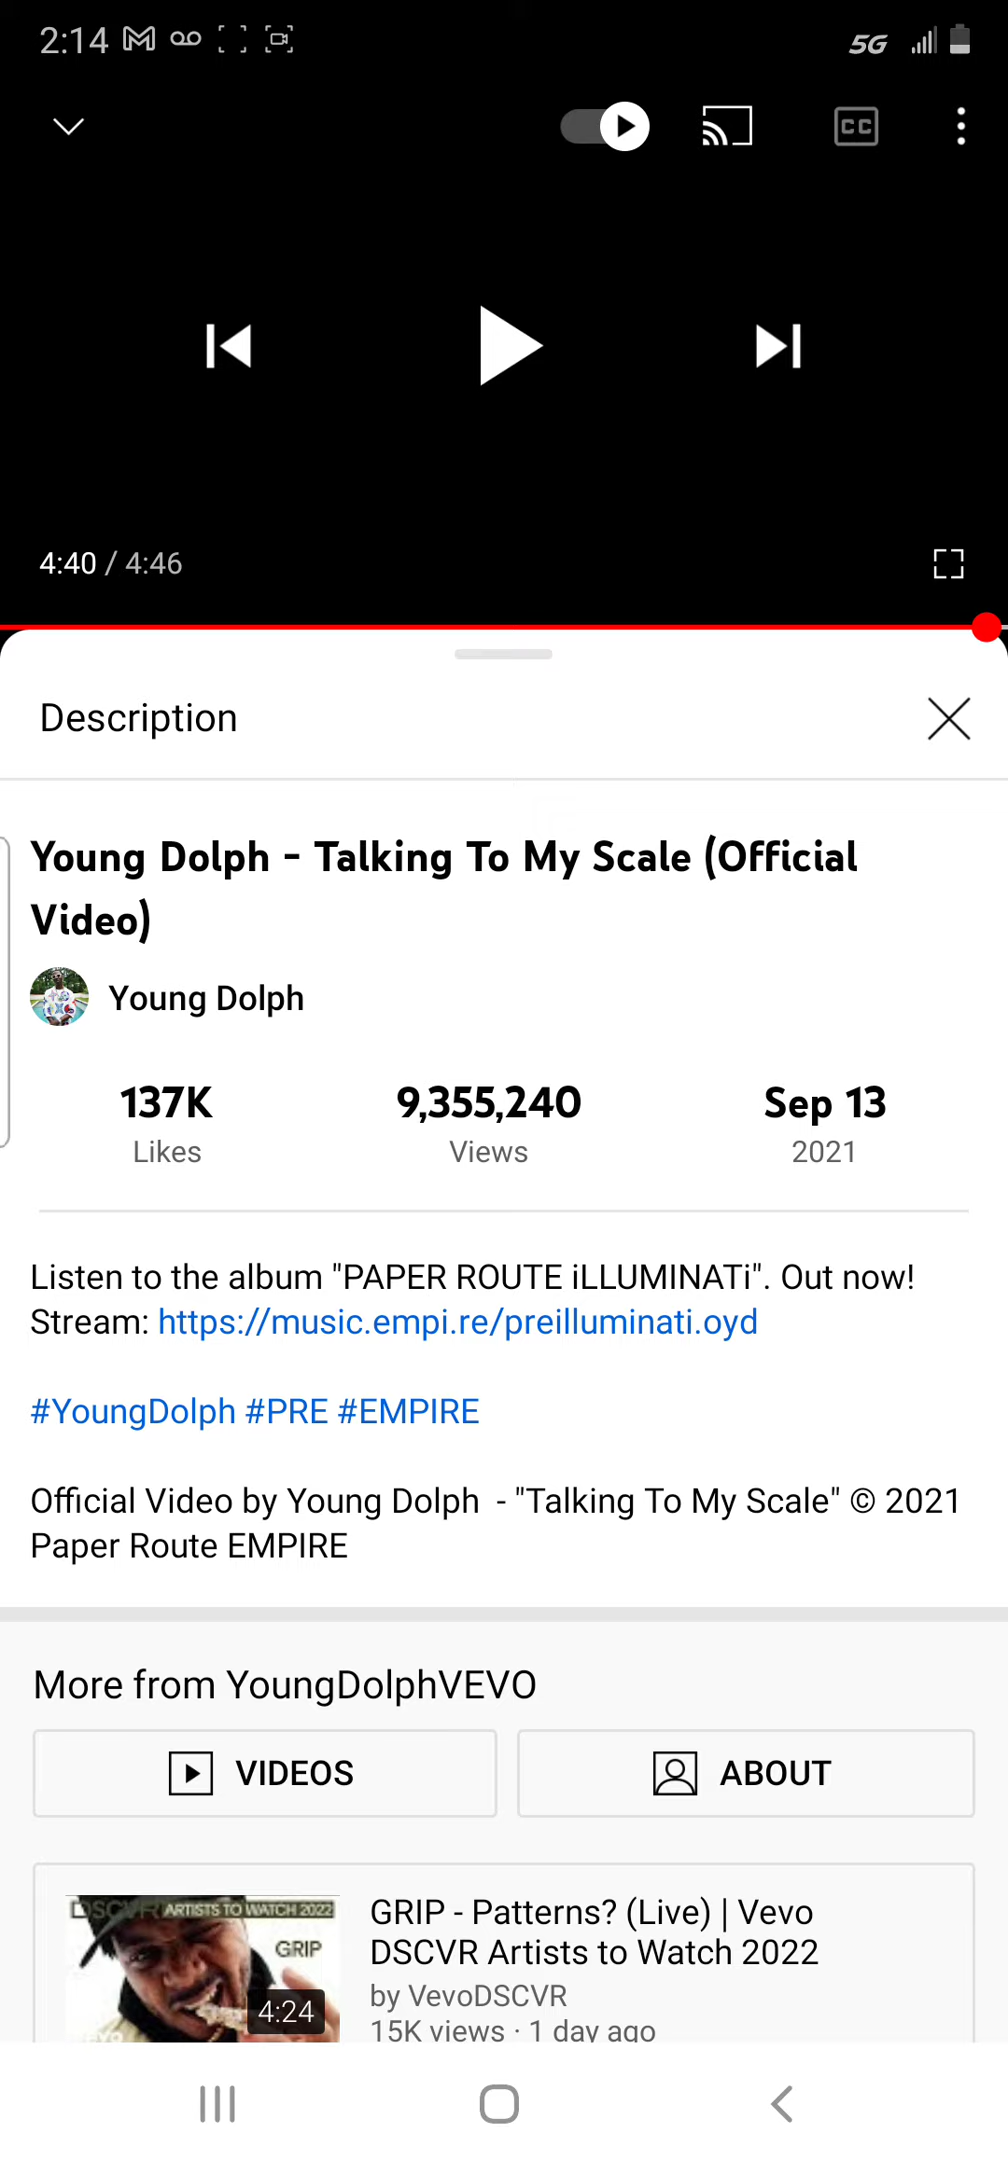 2:14
5G
CC
4:40 / 4:46
Description
Young Dolph - Talking To My Scale (Official
Video)
Young Dolph
137K
Likes
9,355,240
Views
Sep 13
2021
Listen to the album "PAPER ROUTE iLLUMINATi". Out now!
Stream: https://music.empi.re/preilluminati.oyd
#YoungDolph #PRE #EMPIRE
Official Video by Young Dolph - "Talking To My Scale" © 2021
Paper Route EMPIRE
More from YoungDolphVEVO
VIDEOS
ABOUT
DSCVR ARTISTS TO WATCH 2022
GRIP
4:24
GRIP - Patterns? (Live) | Vevo
DSCVR Artists to Watch 2022
by VevoDSCVR
15K views · 1 day ago